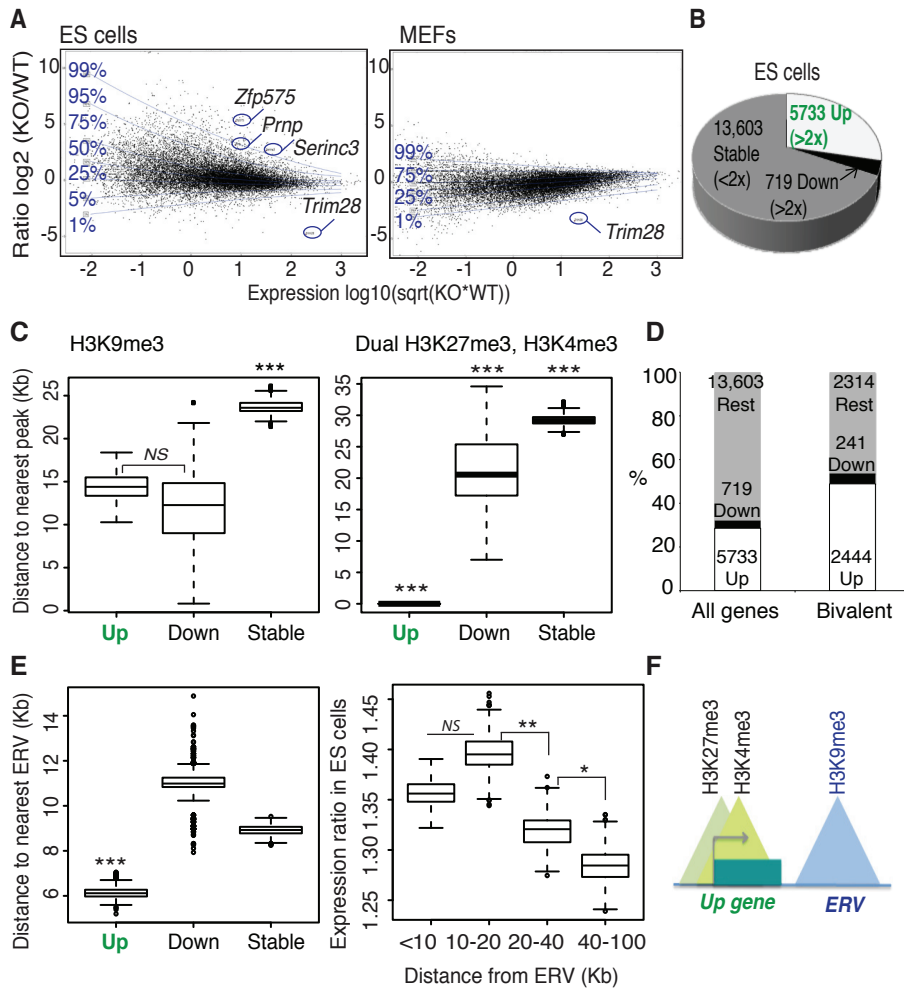 A
ES cells
MEFs
Ratio log2 (KO/WT)
10
5
0
-5
99%
95%
75%
50%
25%
5%
1%
Zfp575
Prnp
Serinc3
Trim28
-2 -1 0 1 2 3
99%
75%
25%
1%
Trim28
-2 -1 0 1 2 3
Expression log10(sqrt(KO*WT))
B
ES cells
5733 Up
(>2x)
13,603
Stable
(<2x)
719 Down
(>2x)
C
H3K9me3
Distance to nearest peak (Kb)
25
20
15
10
5
0
NS
***
Up Down Stable
Dual H3K27me3, H3K4me3
35
30
25
20
15
10
5
0
***
***
***
Up Down Stable
D
%
100
80
60
40
20
0
13,603
Rest
719
Down
5733
Up
2314
Rest
241
Down
2444
Up
All genes Bivalent
E
Distance to nearest ERV (Kb)
14
12
10
8
6
***
Up Down Stable
Expression ratio in ES cells
1.45
1.40
1.35
1.30
1.25
NS
**
*
<10 10-20 20-40 40-100
Distance from ERV (Kb)
F
H3K27me3
H3K4me3
H3K9me3
Up gene
ERV